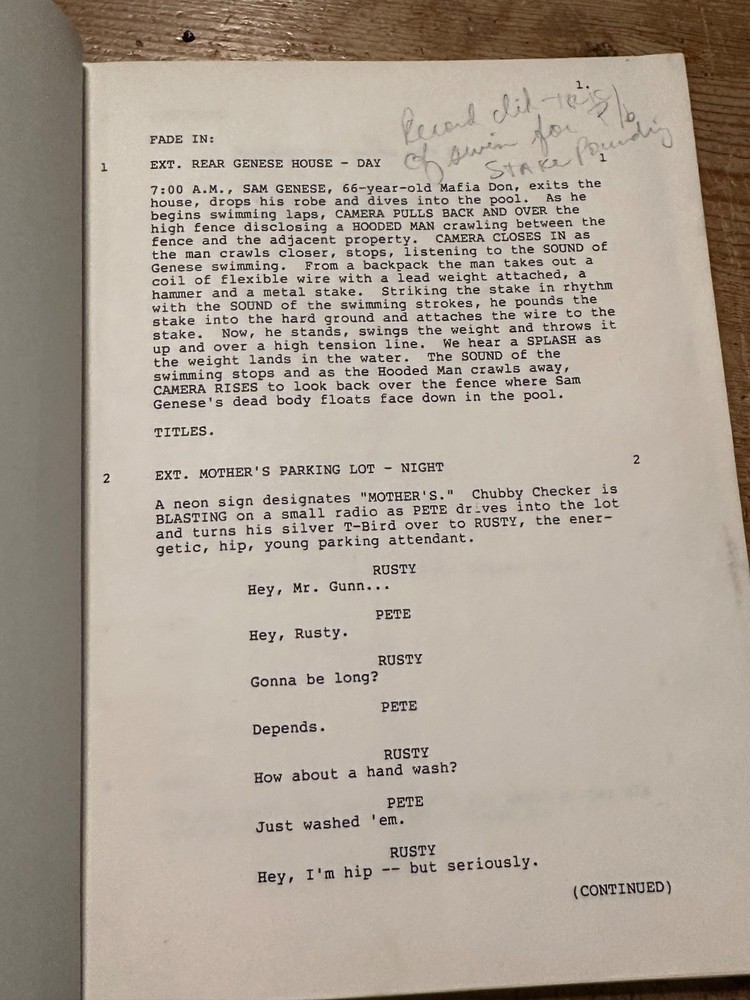 1.
Record
of swim for P/b
Stake Pounding
FADE IN:
1 EXT. REAR GENESE HOUSE - DAY 1
7:00 A.M., SAM GENESE, 66-year-old Mafia Don, exits the
house, drops his robe and dives into the pool. As he
begins swimming laps, CAMERA PULLS BACK AND OVER the
high fence disclosing a HOODED MAN crawling between the
fence and the adjacent property. CAMERA CLOSES IN as
the man crawls closer, stops, listening to the SOUND of
Genese swimming. From a backpack the man takes out a
coil of flexible wire with a lead weight attached, a
hammer and a metal stake. Striking the stake in rhythm
with the SOUND of the swimming strokes, he pounds the
stake into the hard ground and attaches the wire to the
stake. Now, he stands, swings the weight and throws it
up and over a high tension line. We hear a SPLASH as
the weight lands in the water. The SOUND of the
swimming stops and as the Hooded Man crawls away,
CAMERA RISES to look back over the fence where Sam
Genese's dead body floats face down in the pool.
TITLES.
2 EXT. MOTHER'S PARKING LOT - NIGHT 2
A neon sign designates "MOTHER'S." Chubby Checker is
BLASTING on a small radio as PETE drives into the lot
and turns his silver T-Bird over to RUSTY, the ener-
getic, hip, young parking attendant.
RUSTY
Hey, Mr. Gunn...
PETE
Hey, Rusty.
RUSTY
Gonna be long?
PETE
Depends.
RUSTY
How about a hand wash?
PETE
Just washed 'em.
RUSTY
Hey, I'm hip -- but seriously.
(CONTINUED)